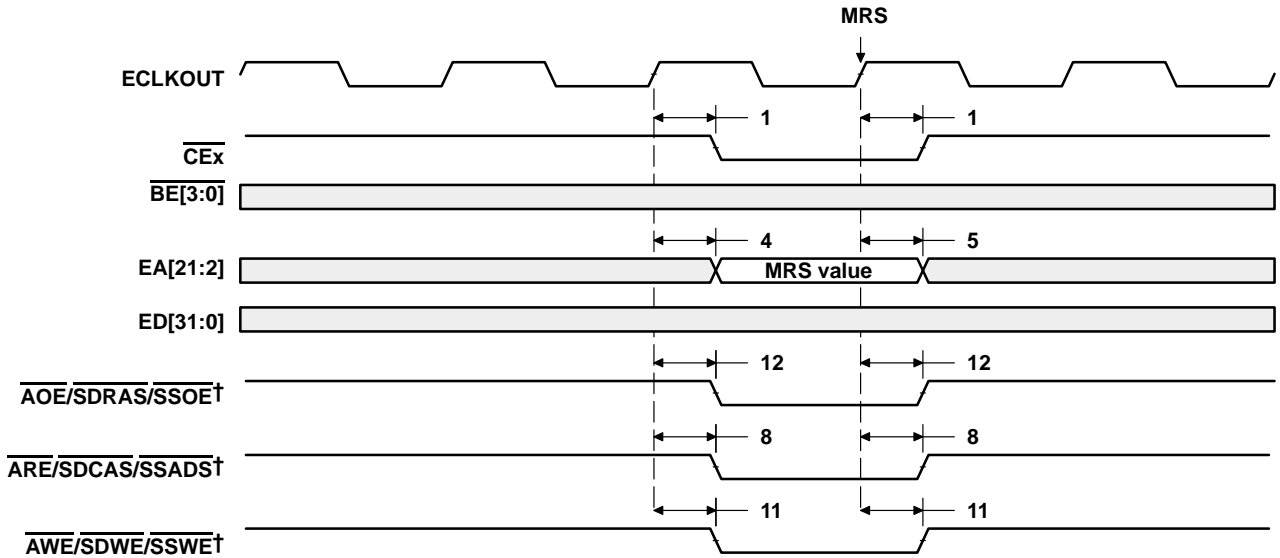 MRS
ECLKOUT
1 1
CEx
BE[3:0]
4 5
EA[21:2] MRS value
ED[31:0]
12 12
AOE/SDRAS/SSOE†
8 8
ARE/SDCAS/SSADS†
11 11
AWE/SDWE/SSWE†